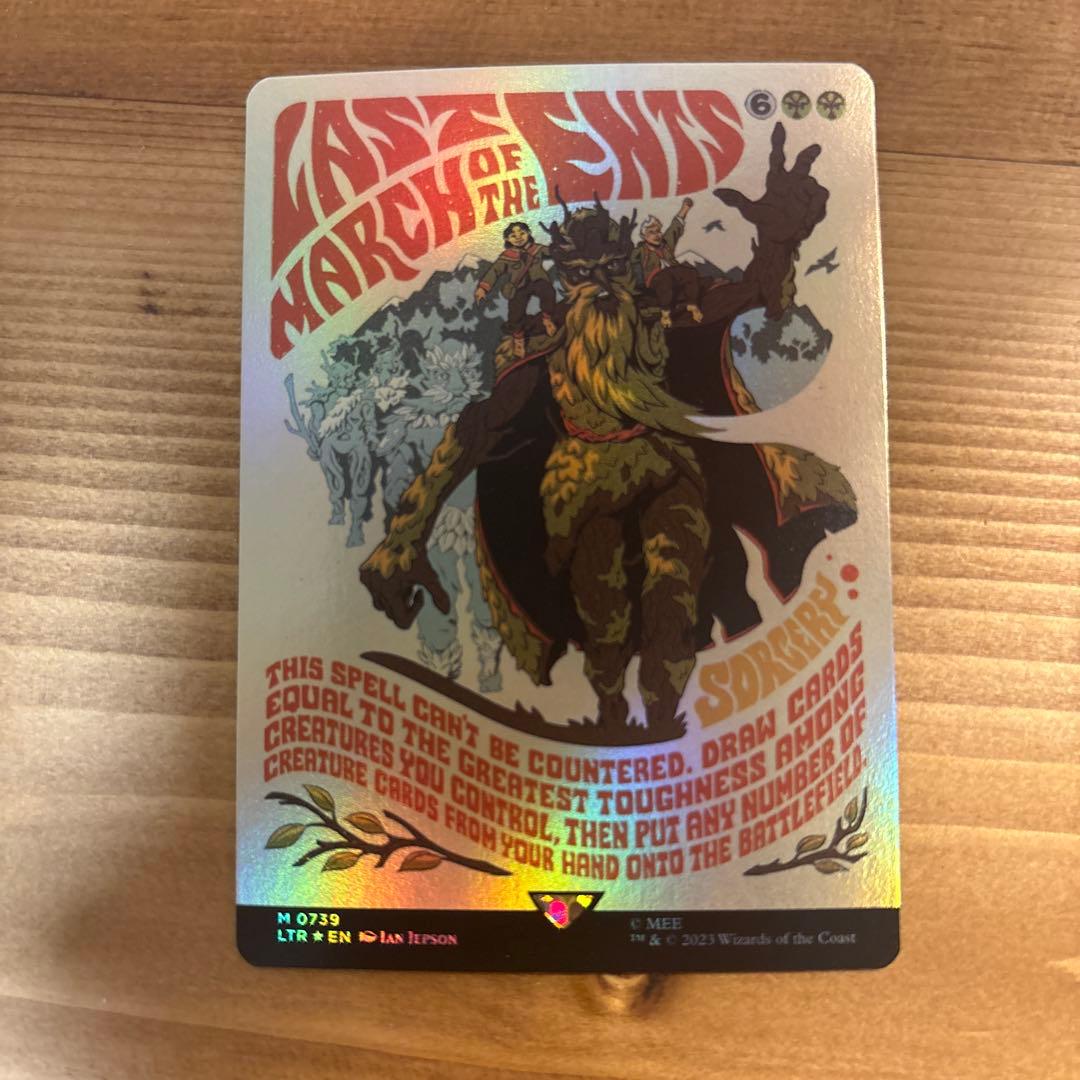 LAST
MARCH OF THE ENTS
6
SORCERY
THIS SPELL CAN'T BE COUNTERED. DRAW CARDS
EQUAL TO THE GREATEST TOUGHNESS AMONG
CREATURES YOU CONTROL, THEN PUT ANY NUMBER OF
CREATURE CARDS FROM YOUR HAND ONTO THE BATTLEFIELD.
M 0739
LTR ★ EN IAN JEPSON
© MEE
™ & © 2023 Wizards of the Coast